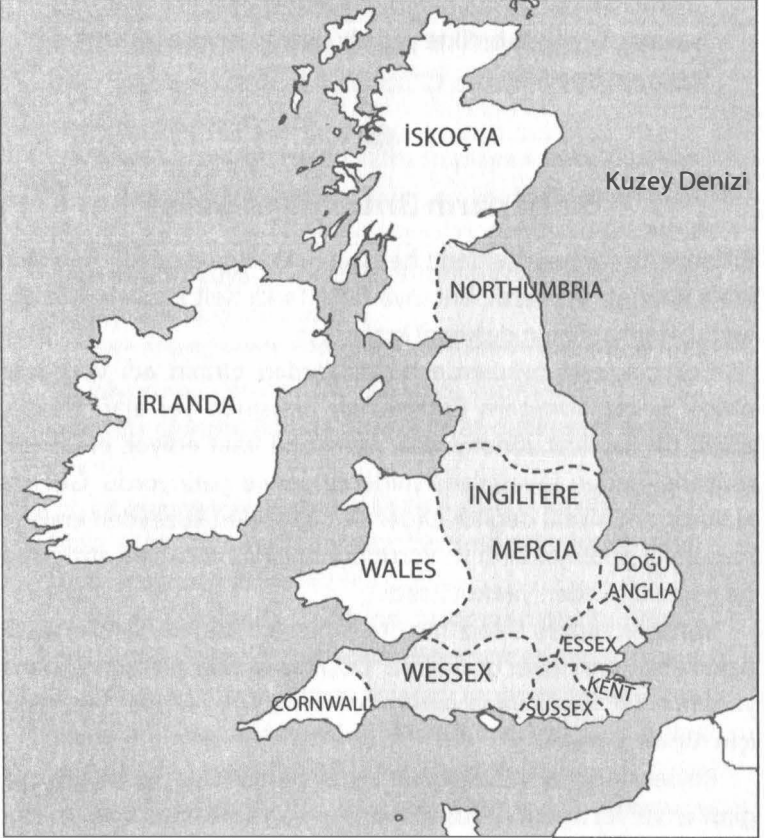 İSKOÇYA
Kuzey Denizi
NORTHUMBRIA
İRLANDA
İNGİLTERE
MERCIA
DOĞU
ANGLIA
WALES
ESSEX
WESSEX
KENT
CORNWALL
SUSSEX